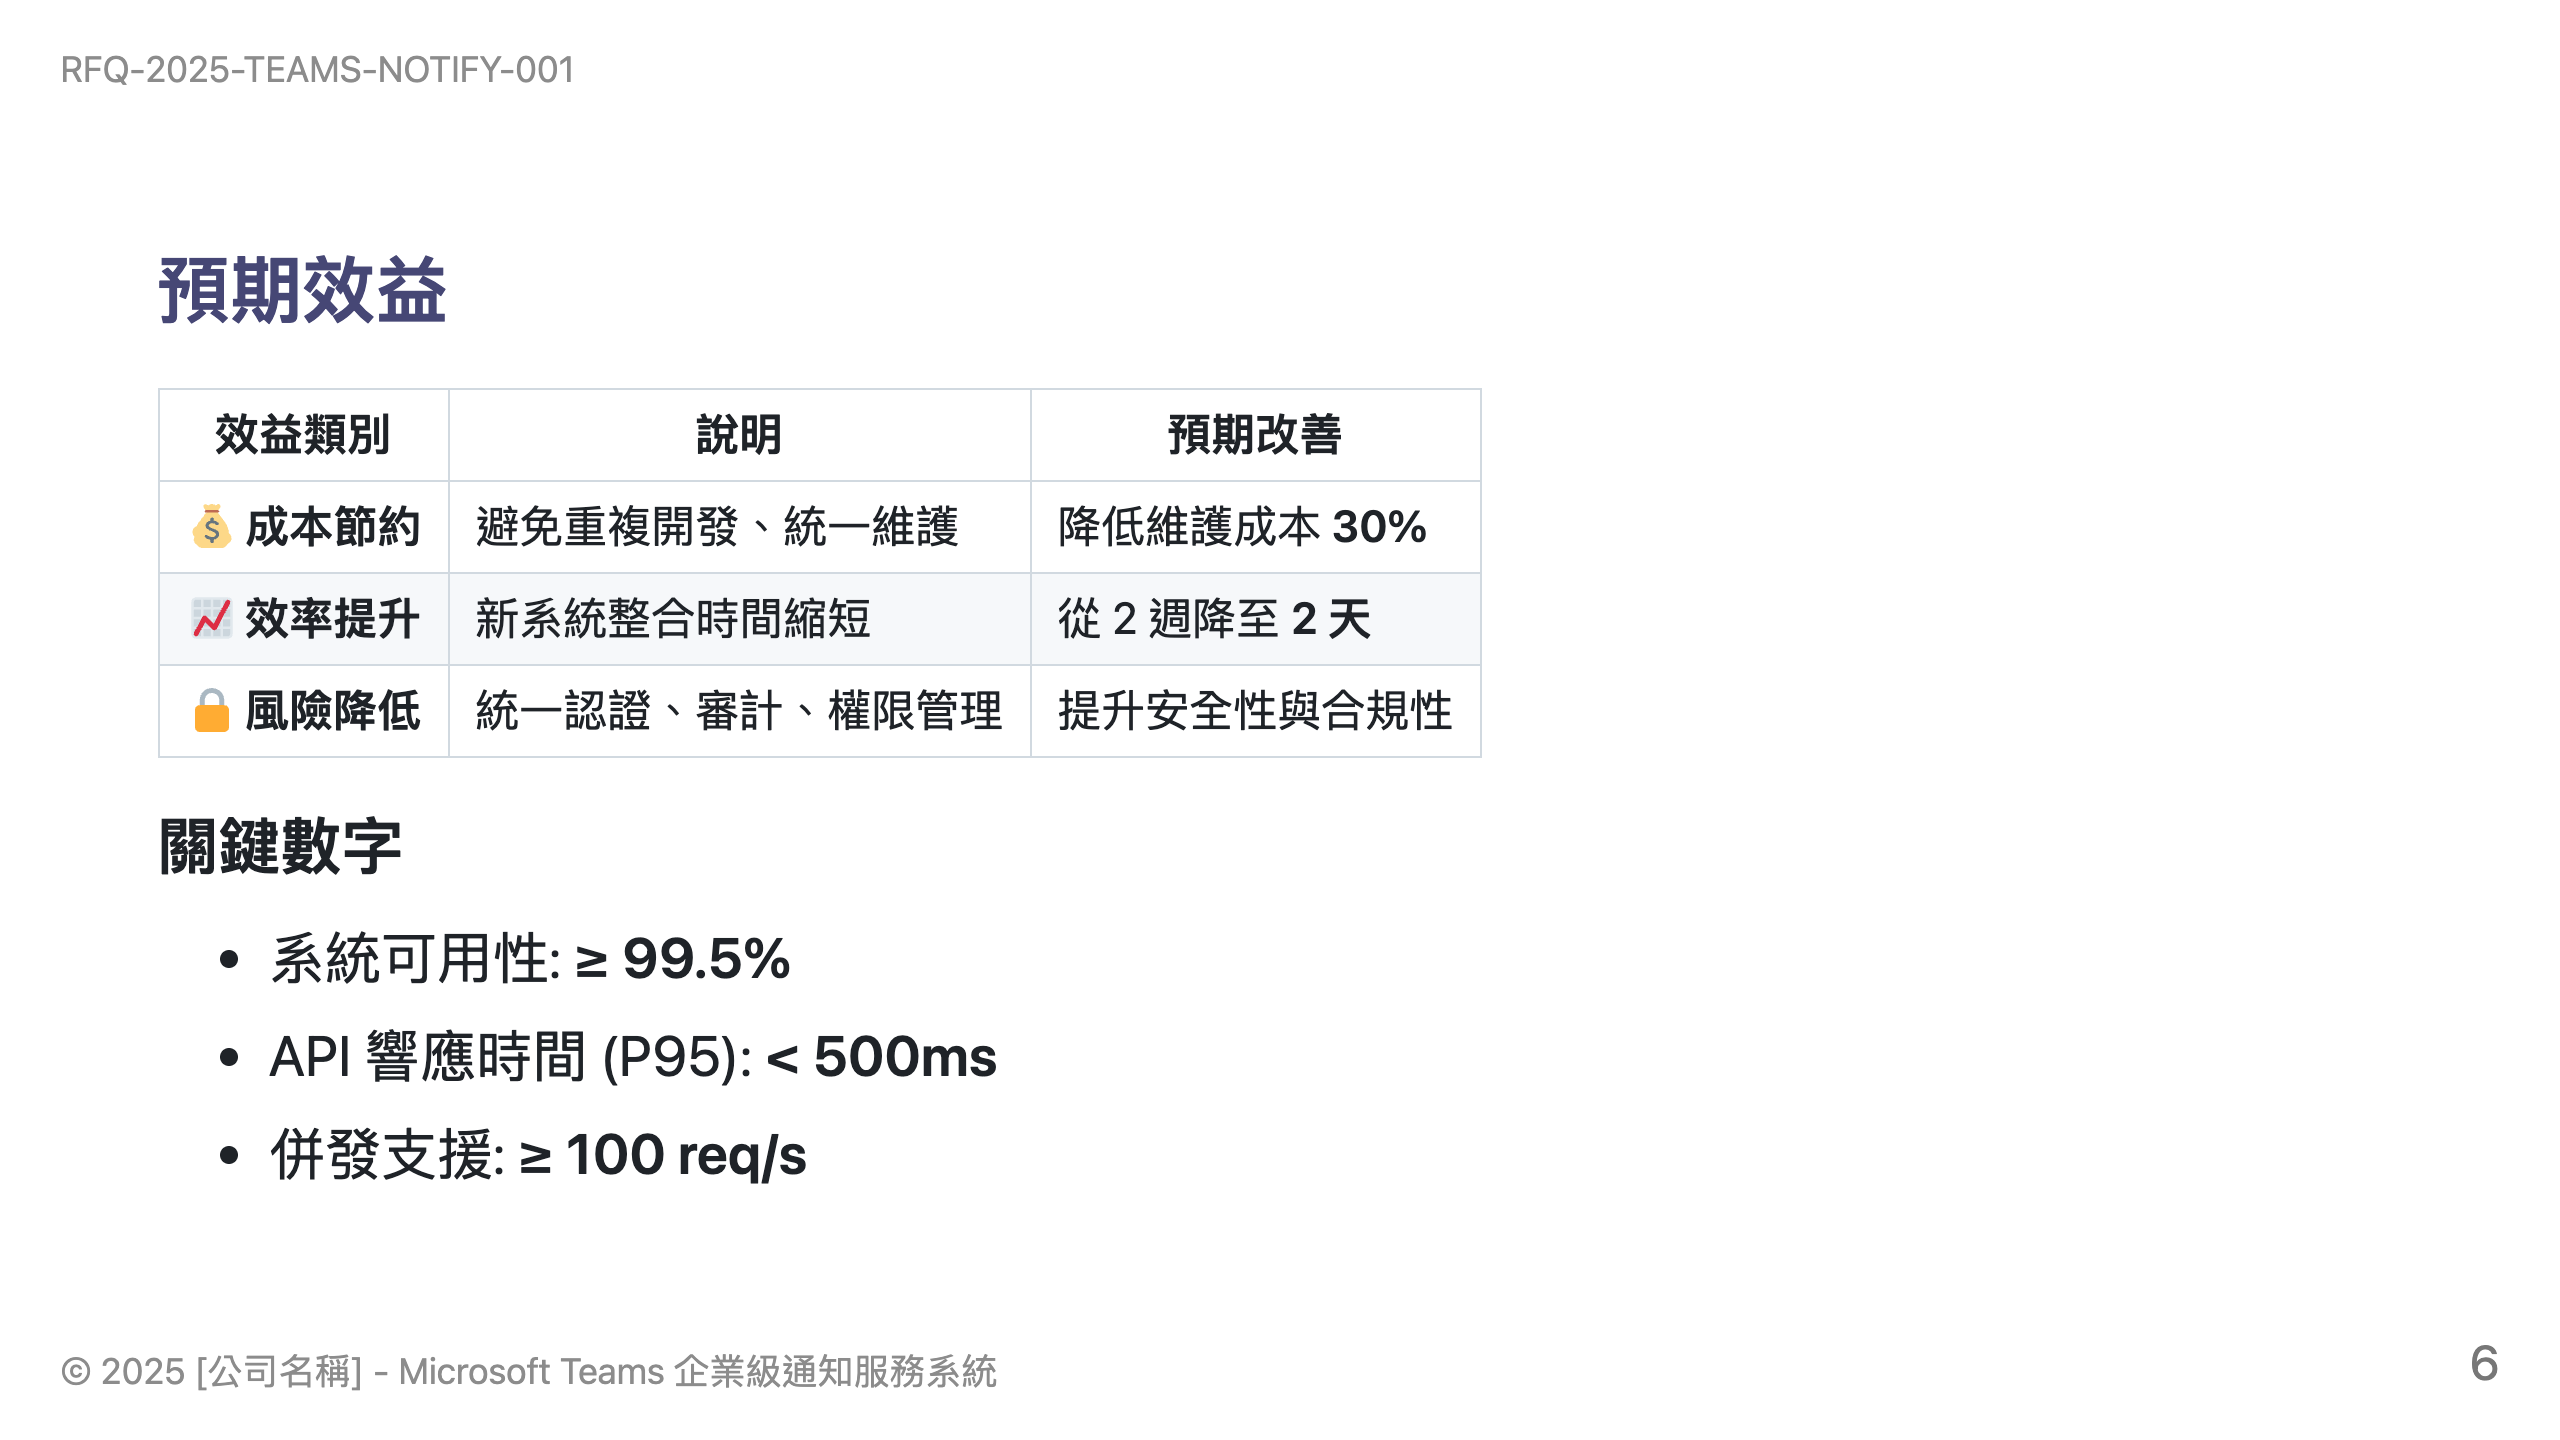 RFQ-2025-TEAMS-NOTIFY-001
預期效益
效益類別 說明 預期改善
💰 成本節約 避免重複開發、統一維護 降低維護成本 30%
📈 效率提升 新系統整合時間縮短 從 2 週降至 2 天
🔒 風險降低 統一認證、審計、權限管理 提升安全性與合規性
關鍵數字
• 系統可用性: ≥ 99.5%
• API 響應時間 (P95): < 500ms
• 併發支援: ≥ 100 req/s
© 2025 [公司名稱] - Microsoft Teams 企業級通知服務系統
6